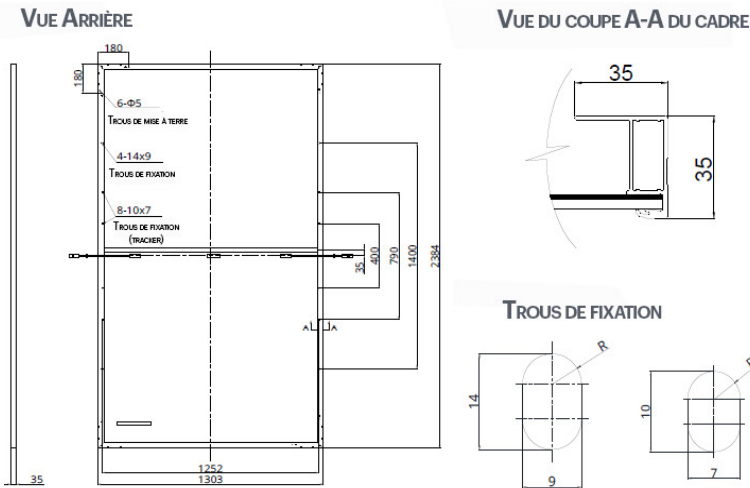 VUE ARRIÈRE
VUE DU COUPE A-A DU CADRE
180
180
6-Φ5
TROUS DE MISE À TERRE
4-14x9
TROUS DE FIXATION
8-10x7
TROUS DE FIXATION
(TRACKER)
35
400
790
1400
2384
A
A
1252
1303
35
35
35
TROUS DE FIXATION
R
14
9
10
7